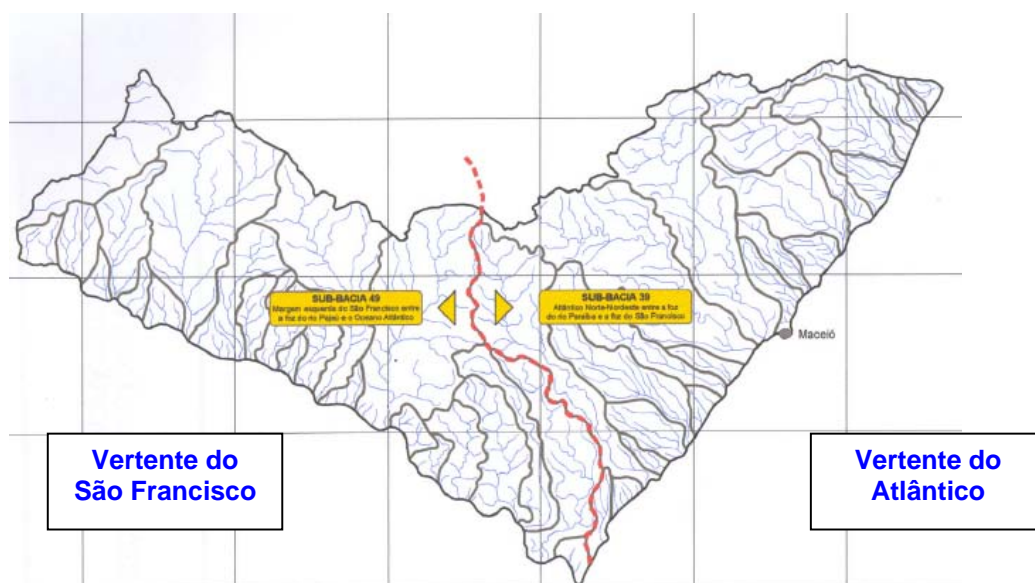 SUB-BACIA 49
Margem esquerda do São Francisco entre
a foz do rio Pajeú e o Oceano Atlântico
SUB-BACIA 39
Atlântico Norte-Nordeste entre a foz
do rio Paraíba e a foz do São Francisco
Maceió
Vertente do
São Francisco
Vertente do
Atlântico